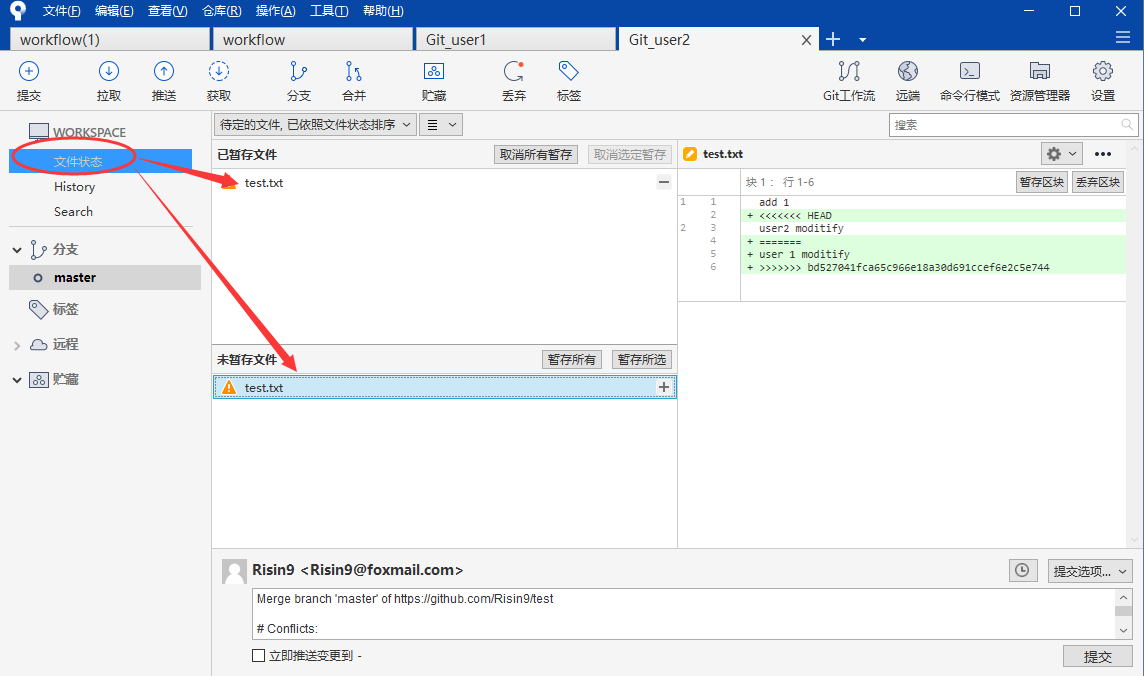 文件(F) 编辑(E) 查看(V) 仓库(R) 操作(A) 工具(T) 帮助(H)
workflow(1) workflow Git_user1 Git_user2
提交 拉取 推送 获取 分支 合并 贮藏 丢弃 标签 Git工作流 远端 命令行模式 资源管理器 设置
WORKSPACE
文件状态
History
Search
分支
master
标签
远程
贮藏
待定的文件, 已依照文件状态排序
搜索
已暂存文件 取消所有暂存 取消选定暂存
test.txt
未暂存文件 暂存所有 暂存所选
test.txt
test.txt
块 1： 行 1-6 暂存区块 丢弃区块
1 1 add 1
2 + <<<<<<< HEAD
2 3 user2 moditify
4 + =======
5 + user 1 moditify
6 + >>>>>>> bd527041fca65c966e18a30d691ccef6e2c5e744
Risin9 <Risin9@foxmail.com>
提交选项...
Merge branch 'master' of https://github.com/Risin9/test
# Conflicts:
立即推送变更到 -
提交